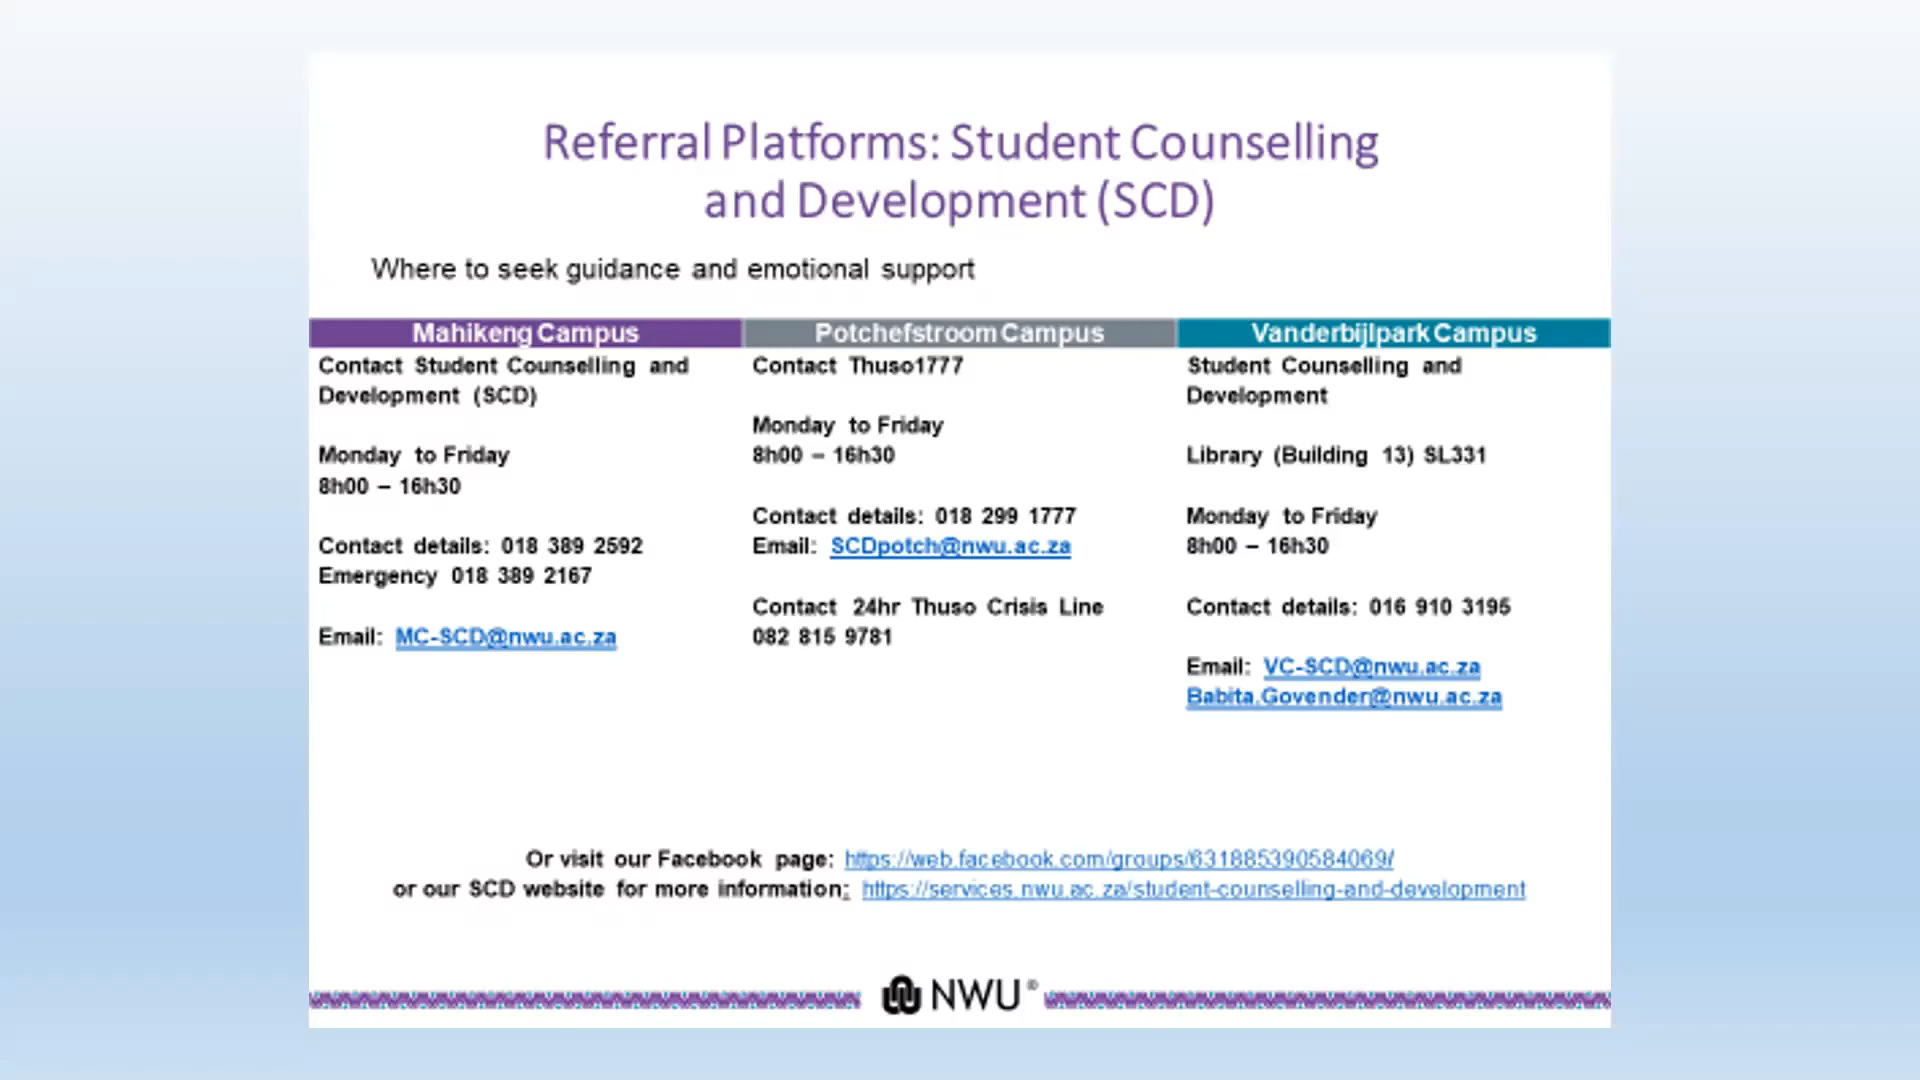 Referral Platforms: Student Counselling
and Development (SCD)
Where to seek guidance and emotional support
Mahikeng Campus
Contact Student Counselling and
Development (SCD)
Monday to Friday
8h00 – 16h30
Contact details: 018 389 2592
Emergency 018 389 2167
Email: MC-SCD@nwu.ac.za
Potchefstroom Campus
Contact Thuso1777
Monday to Friday
8h00 – 16h30
Contact details: 018 299 1777
Email: SCDpotch@nwu.ac.za
Contact 24hr Thuso Crisis Line
082 815 9781
Vanderbijlpark Campus
Student Counselling and
Development
Library (Building 13) SL331
Monday to Friday
8h00 – 16h30
Contact details: 016 910 3195
Email: VC-SCD@nwu.ac.za
Babita.Govender@nwu.ac.za
Or visit our Facebook page: https://web.facebook.com/groups/631885390584069/
or our SCD website for more information: https://services.nwu.ac.za/student-counselling-and-development
NWU®